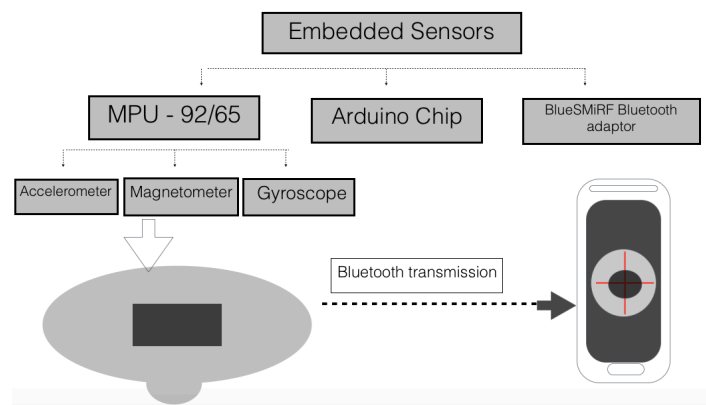 Embedded Sensors
MPU - 92/65
Arduino Chip
BlueSMiRF Bluetooth
adaptor
Accelerometer
Magnetometer
Gyroscope
Bluetooth transmission